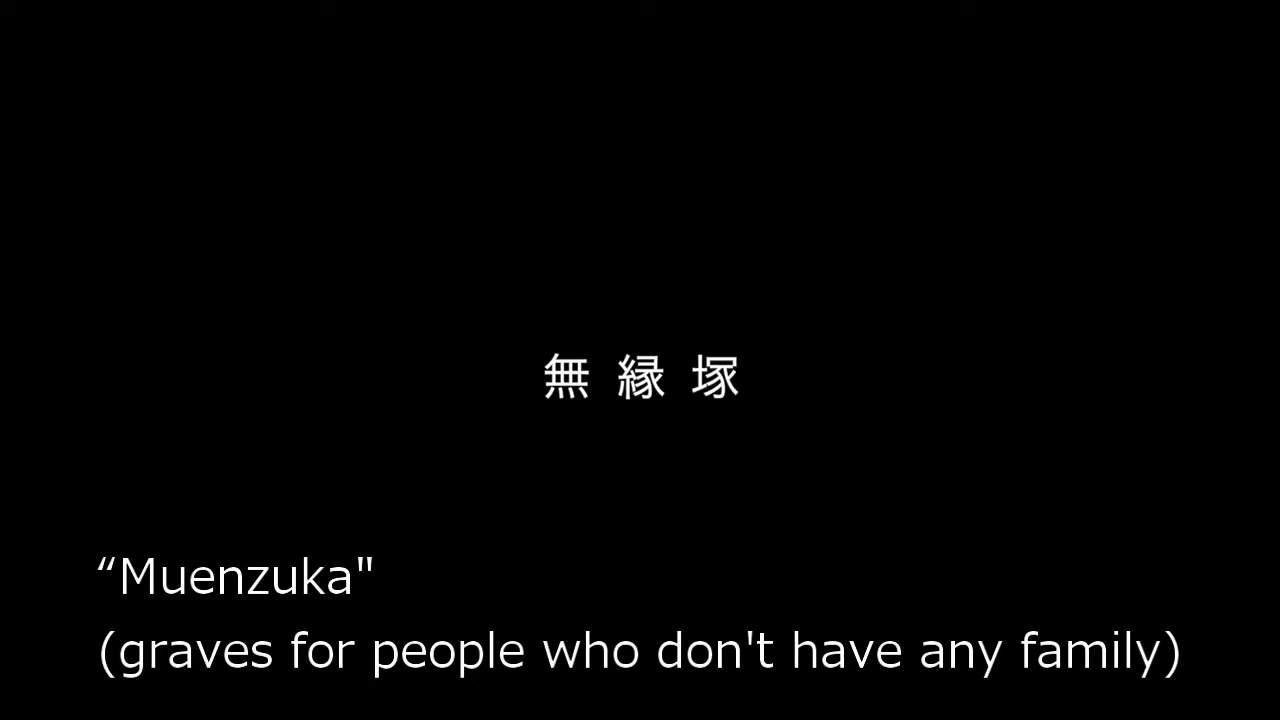 無縁塚
“Muenzuka"
(graves for people who don't have any family)